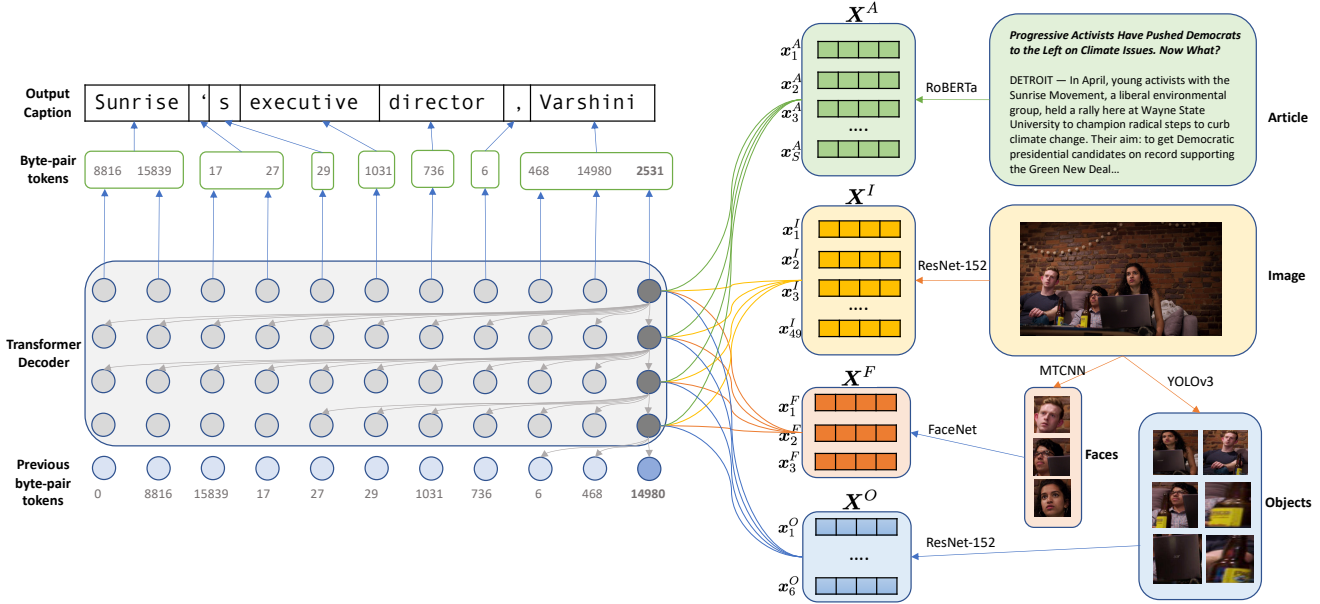 Output
Caption
Sunrise ‘ s executive director , Varshini
Byte-pair
tokens
8816 15839 17 27 29 1031 736 6 468 14980 2531
Transformer
Decoder
Previous
byte-pair
tokens
0 8816 15839 17 27 29 1031 736 6 468 14980
X^A
x_1^A
x_2^A
x_3^A
....
x_S^A
RoBERTa
Progressive Activists Have Pushed Democrats
to the Left on Climate Issues. Now What?
DETROIT — In April, young activists with the
Sunrise Movement, a liberal environmental
group, held a rally here at Wayne State
University to champion radical steps to curb
climate change. Their aim: to get Democratic
presidential candidates on record supporting
the Green New Deal...
Article
X^I
x_1^I
x_2^I
x_3^I
....
x_49^I
ResNet-152
Image
MTCNN
YOLOv3
X^F
x_1^F
x_2^F
x_3^F
FaceNet
Faces
X^O
x_1^O
....
x_6^O
ResNet-152
Objects